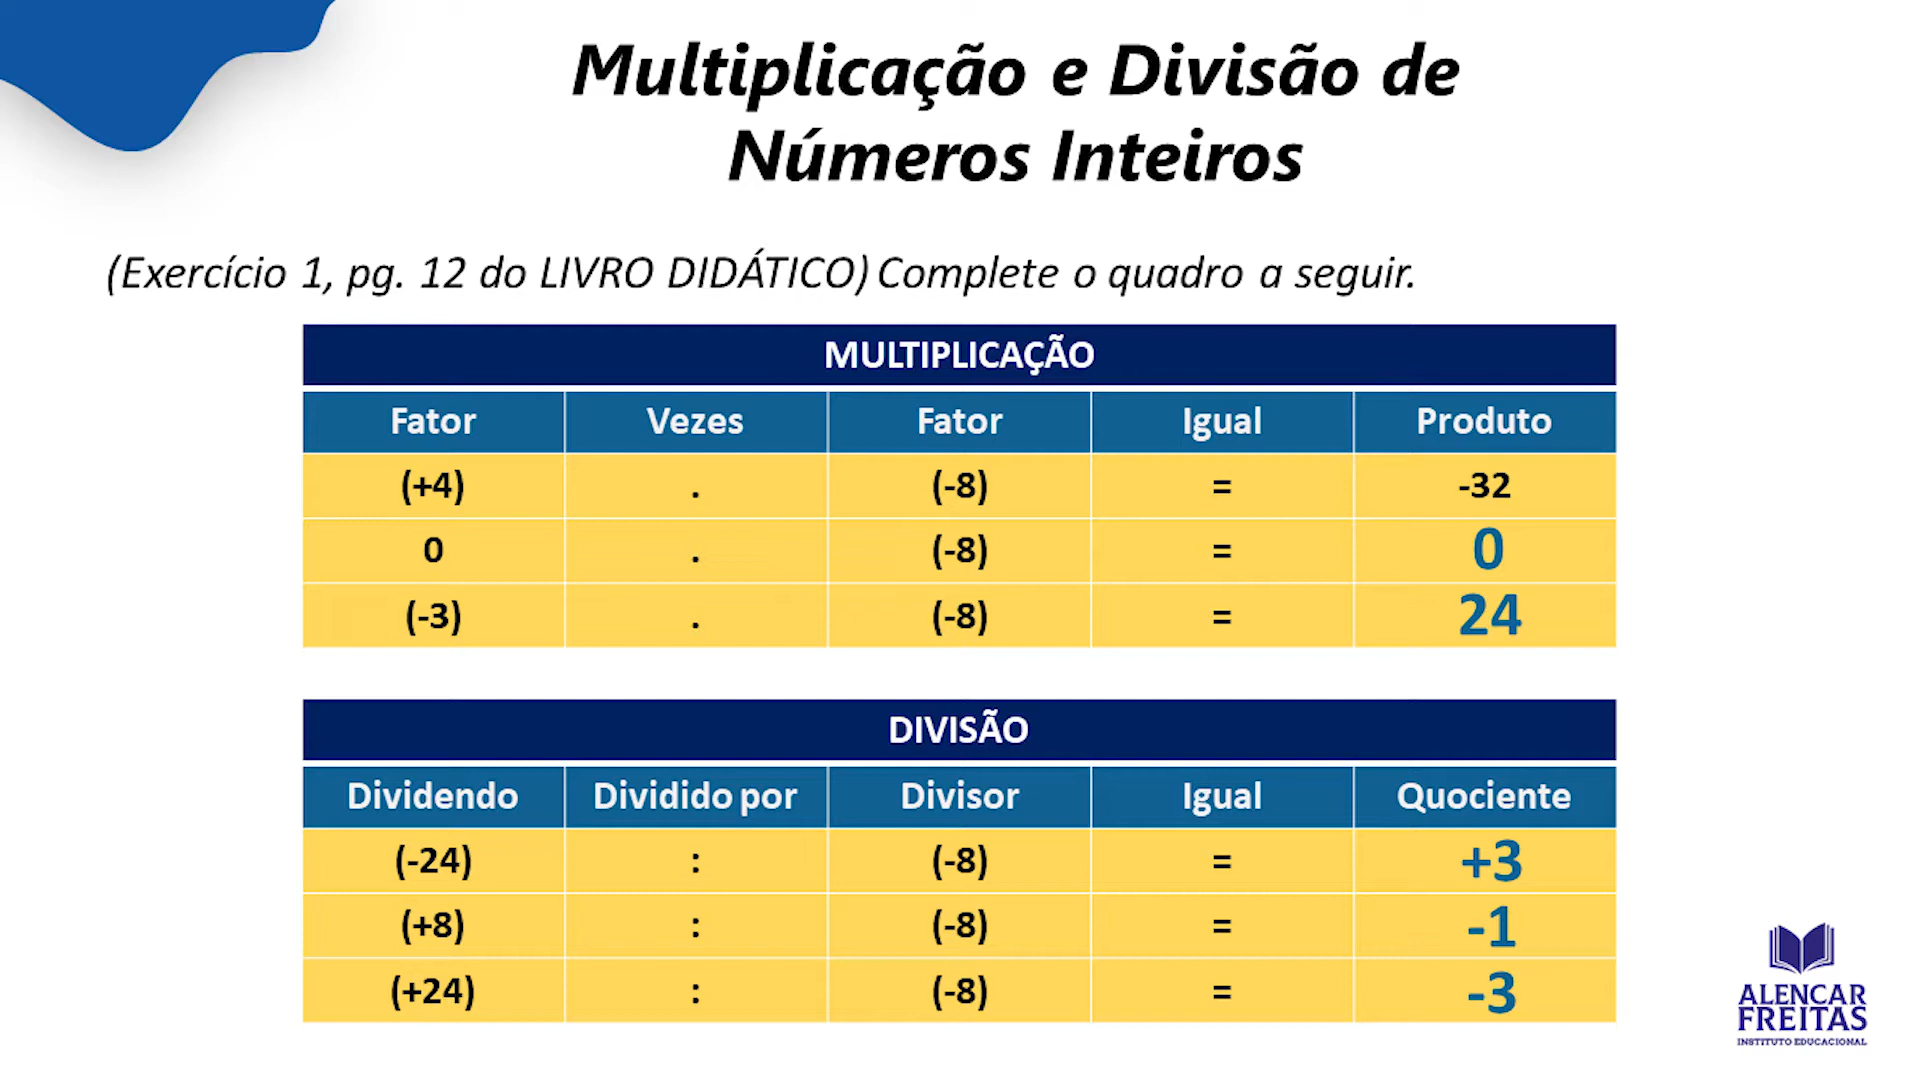 Multiplicação e Divisão de
Números Inteiros
(Exercício 1, pg. 12 do LIVRO DIDÁTICO) Complete o quadro a seguir.
MULTIPLICAÇÃO
Fator Vezes Fator Igual Produto
(+4) . (-8) = -32
0 . (-8) = 0
(-3) . (-8) = 24
DIVISÃO
Dividendo Dividido por Divisor Igual Quociente
(-24) : (-8) = +3
(+8) : (-8) = -1
(+24) : (-8) = -3
ALENCAR
FREITAS
INSTITUTO EDUCACIONAL